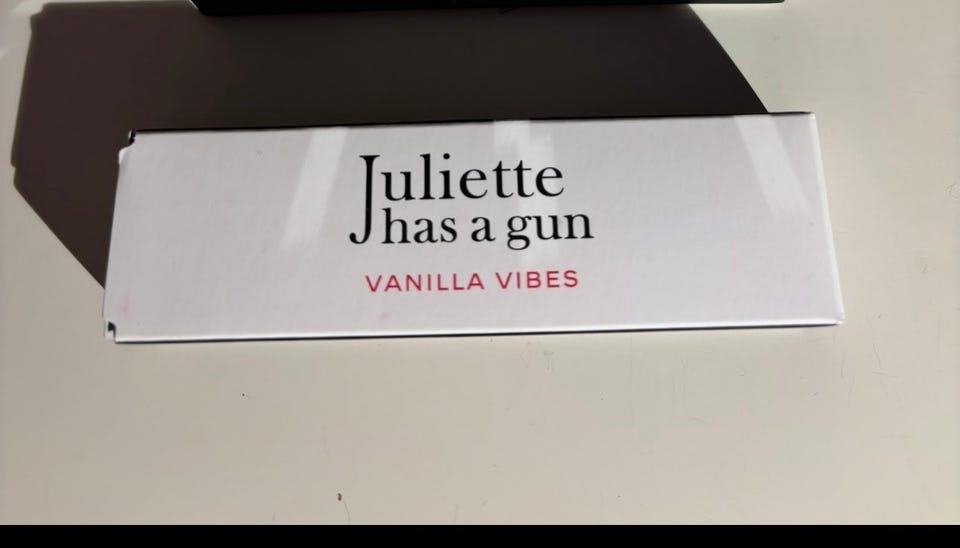 Juliette
has a gun
VANILLA VIBES